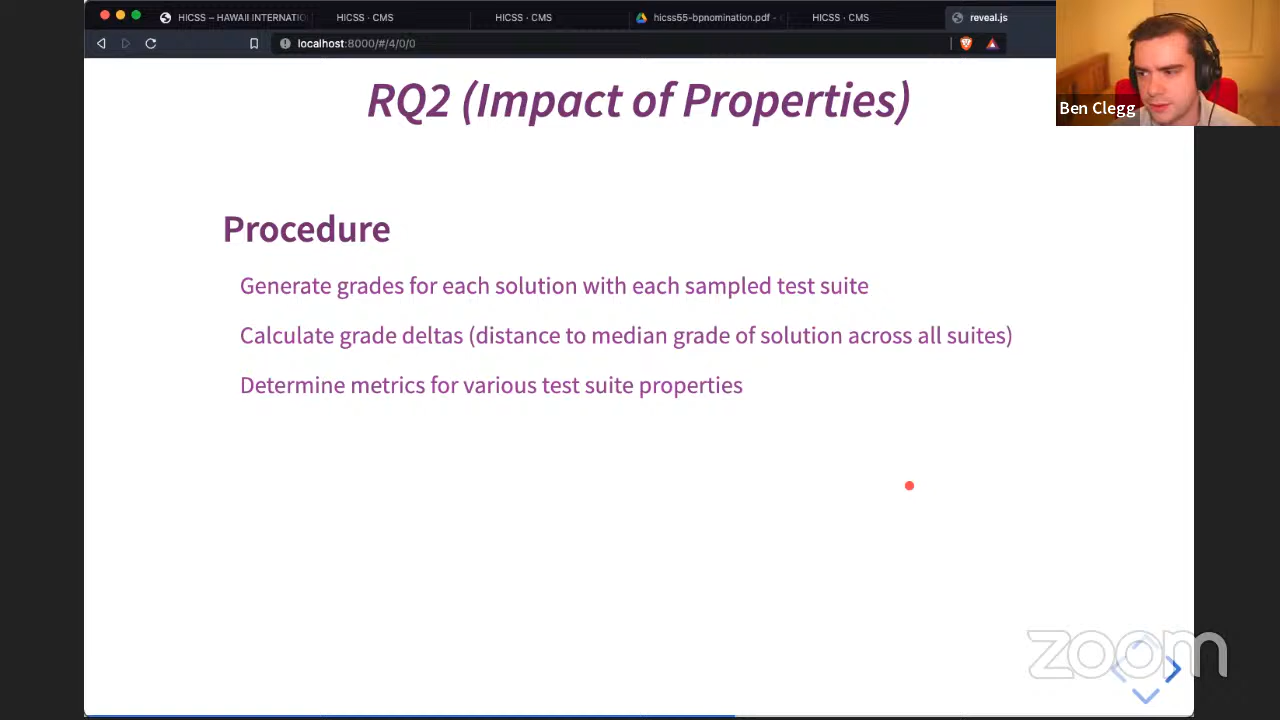 HICSS – HAWAII INTERNATIO
HICSS · CMS
HICSS · CMS
hicss55-bpnomination.pdf -
HICSS · CMS
reveal.js
localhost:8000/#/4/0/0
Ben Clegg
RQ2 (Impact of Properties)
Procedure
Generate grades for each solution with each sampled test suite
Calculate grade deltas (distance to median grade of solution across all suites)
Determine metrics for various test suite properties
zoom